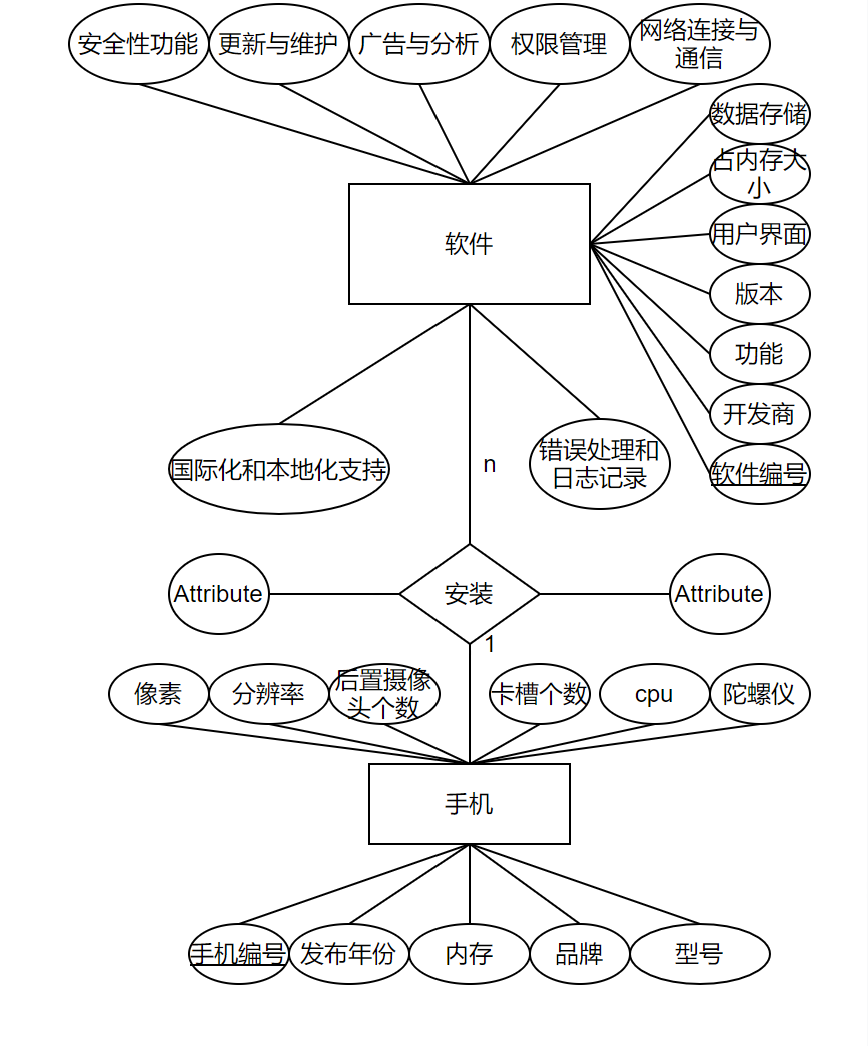 安全性功能
更新与维护
广告与分析
权限管理
网络连接与
通信
数据存储
占内存大
小
用户界面
软件
版本
功能
开发商
软件编号
国际化和本地化支持
n
错误处理和
日志记录
Attribute
安装
Attribute
1
像素
分辨率
后置摄像
头个数
卡槽个数
cpu
陀螺仪
手机
手机编号
发布年份
内存
品牌
型号